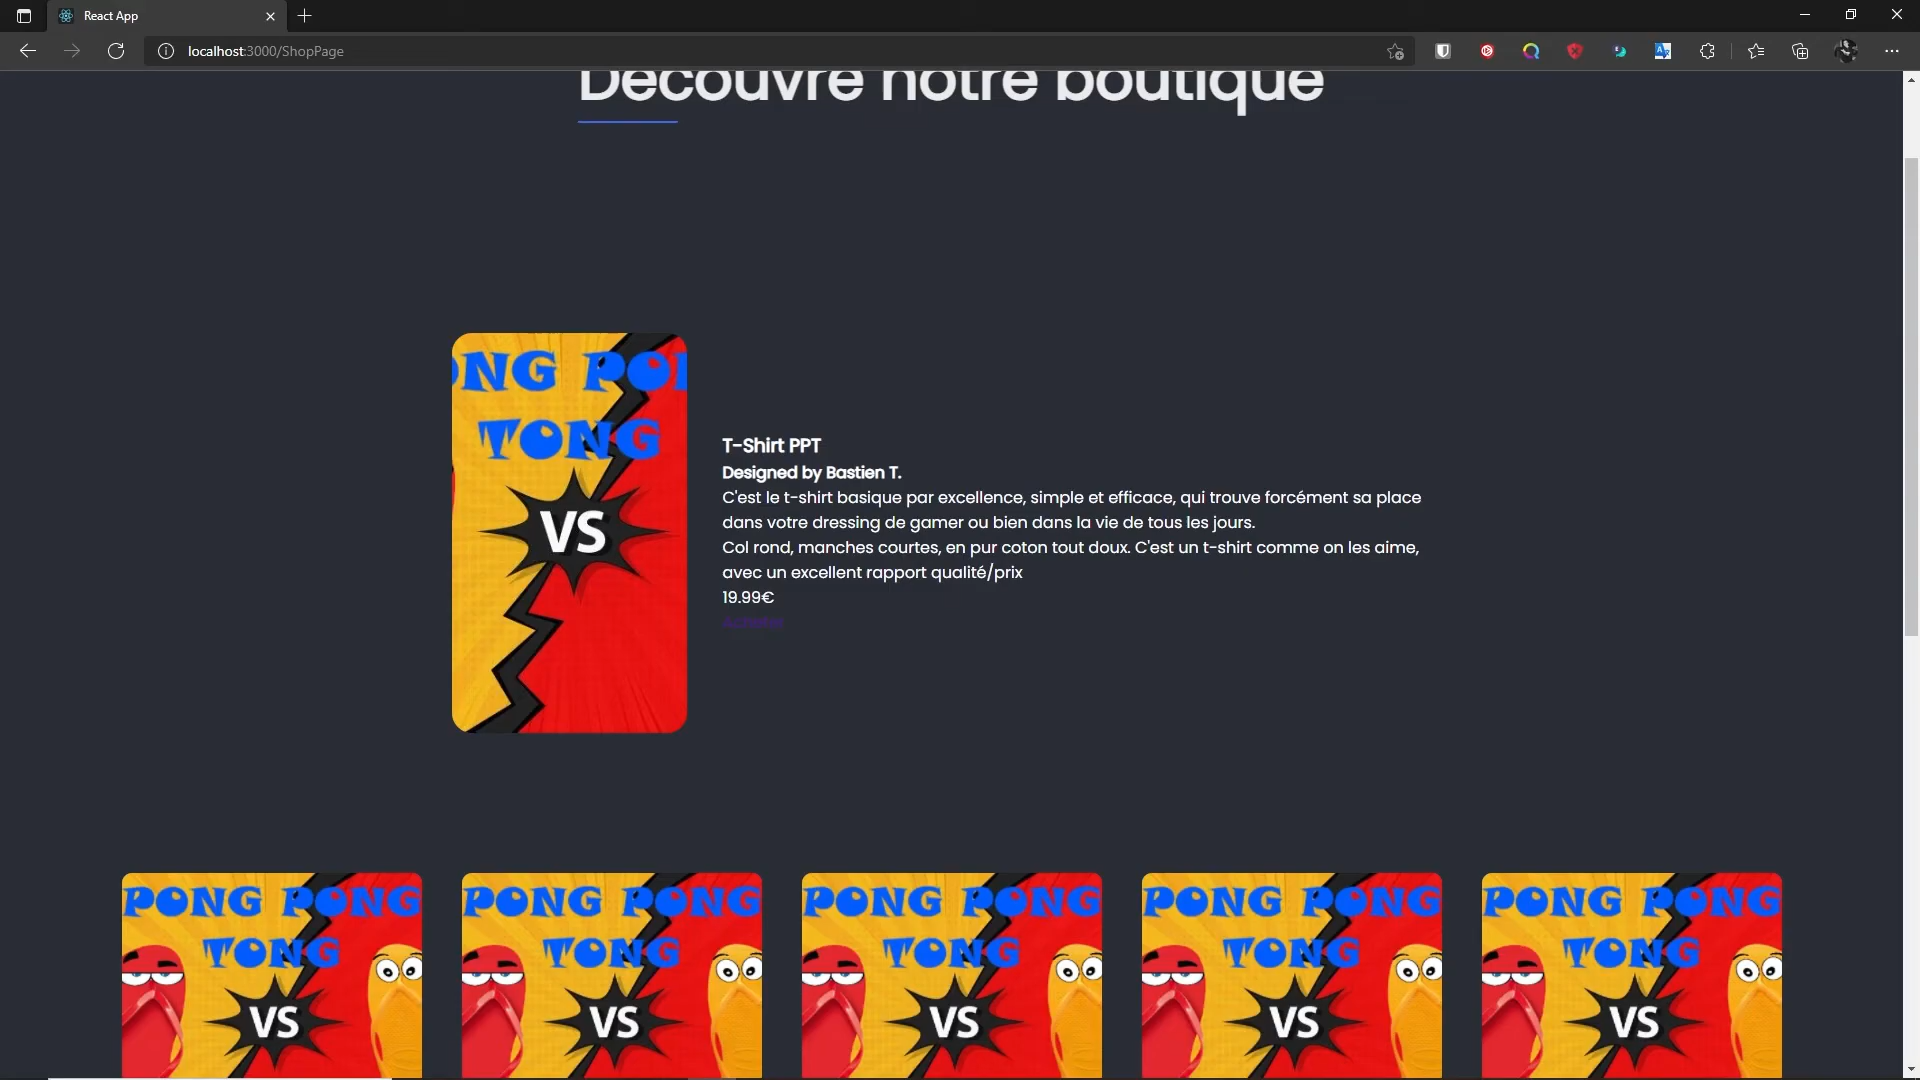 React App
localhost:3000/ShopPage
Découvre notre boutique
ONG PON
TONG
VS
T-Shirt PPT
Designed by Bastien T.
C'est le t-shirt basique par excellence, simple et efficace, qui trouve forcément sa place
dans votre dressing de gamer ou bien dans la vie de tous les jours.
Col rond, manches courtes, en pur coton tout doux. C'est un t-shirt comme on les aime,
avec un excellent rapport qualité/prix
19.99€
PONG PONG
TONG
VS
PONG PONG
TONG
VS
PONG PONG
TONG
VS
PONG PONG
TONG
VS
PONG PONG
TONG
VS